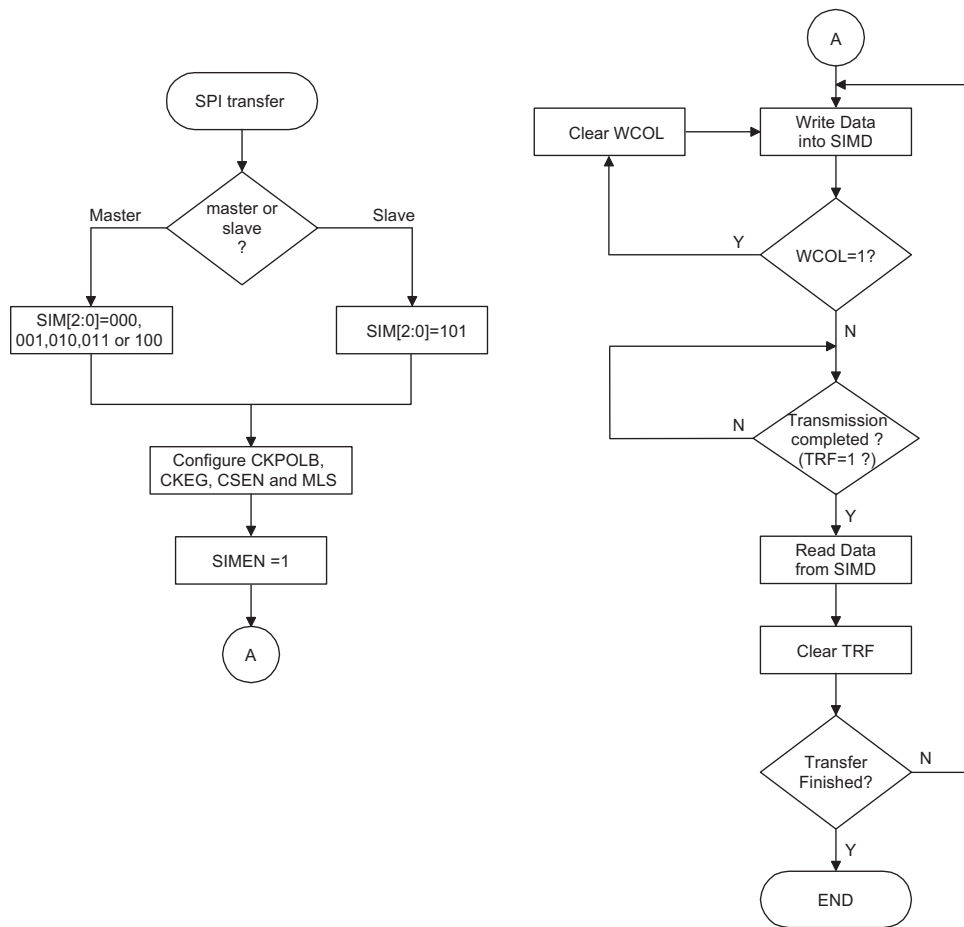 SPI transfer
master or
slave
?
Master
Slave
SIM[2:0]=000,
001,010,011 or 100
SIM[2:0]=101
Configure CKPOLB,
CKEG, CSEN and MLS
SIMEN =1
A
A
Write Data
into SIMD
Clear WCOL
WCOL=1?
Y
N
Transmission
completed ?
(TRF=1 ?)
N
Y
Read Data
from SIMD
Clear TRF
Transfer
Finished?
N
Y
END